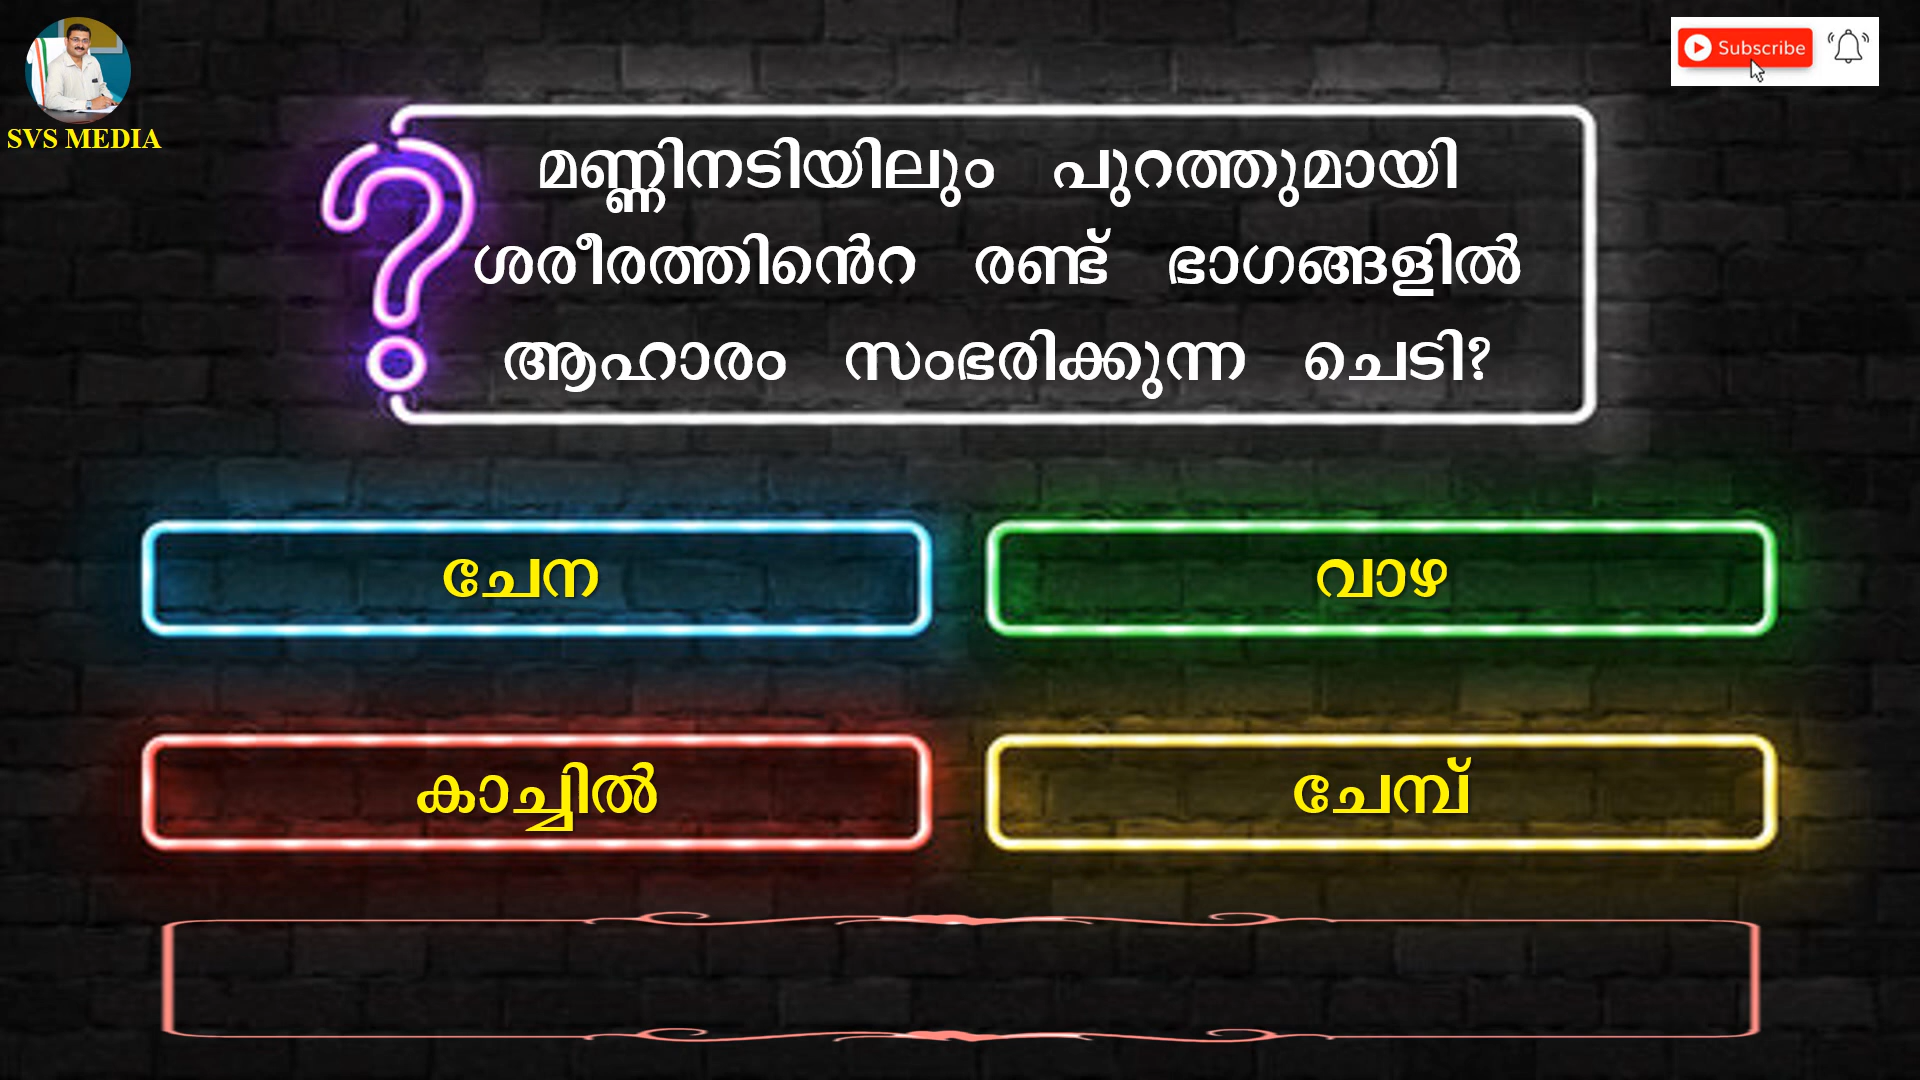 SVS MEDIA
Subscribe
മണ്ണിനടിയിലും പുറത്തുമായി
ശരീരത്തിൻെറ രണ്ട് ഭാഗങ്ങളിൽ
ആഹാരം സംഭരിക്കുന്ന ചെടി?
ചേന
വാഴ
കാച്ചിൽ
ചേമ്പ്